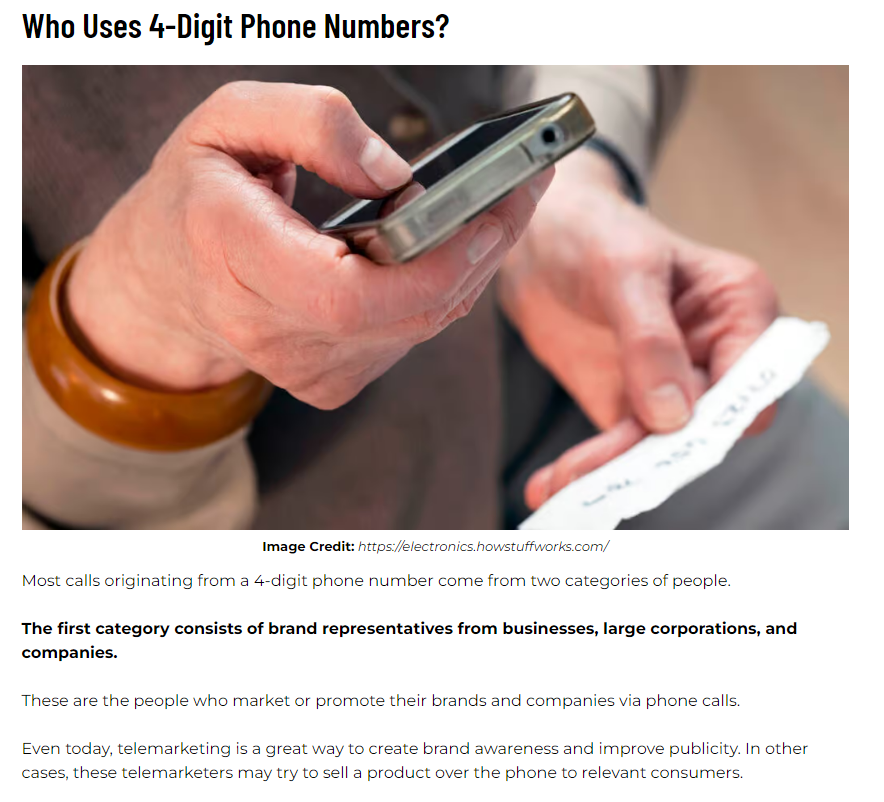 Who Uses 4-Digit Phone Numbers?
Image Credit: https://electronics.howstuffworks.com/
Most calls originating from a 4-digit phone number come from two categories of people.
The first category consists of brand representatives from businesses, large corporations, and
companies.
These are the people who market or promote their brands and companies via phone calls.
Even today, telemarketing is a great way to create brand awareness and improve publicity. In other
cases, these telemarketers may try to sell a product over the phone to relevant consumers.